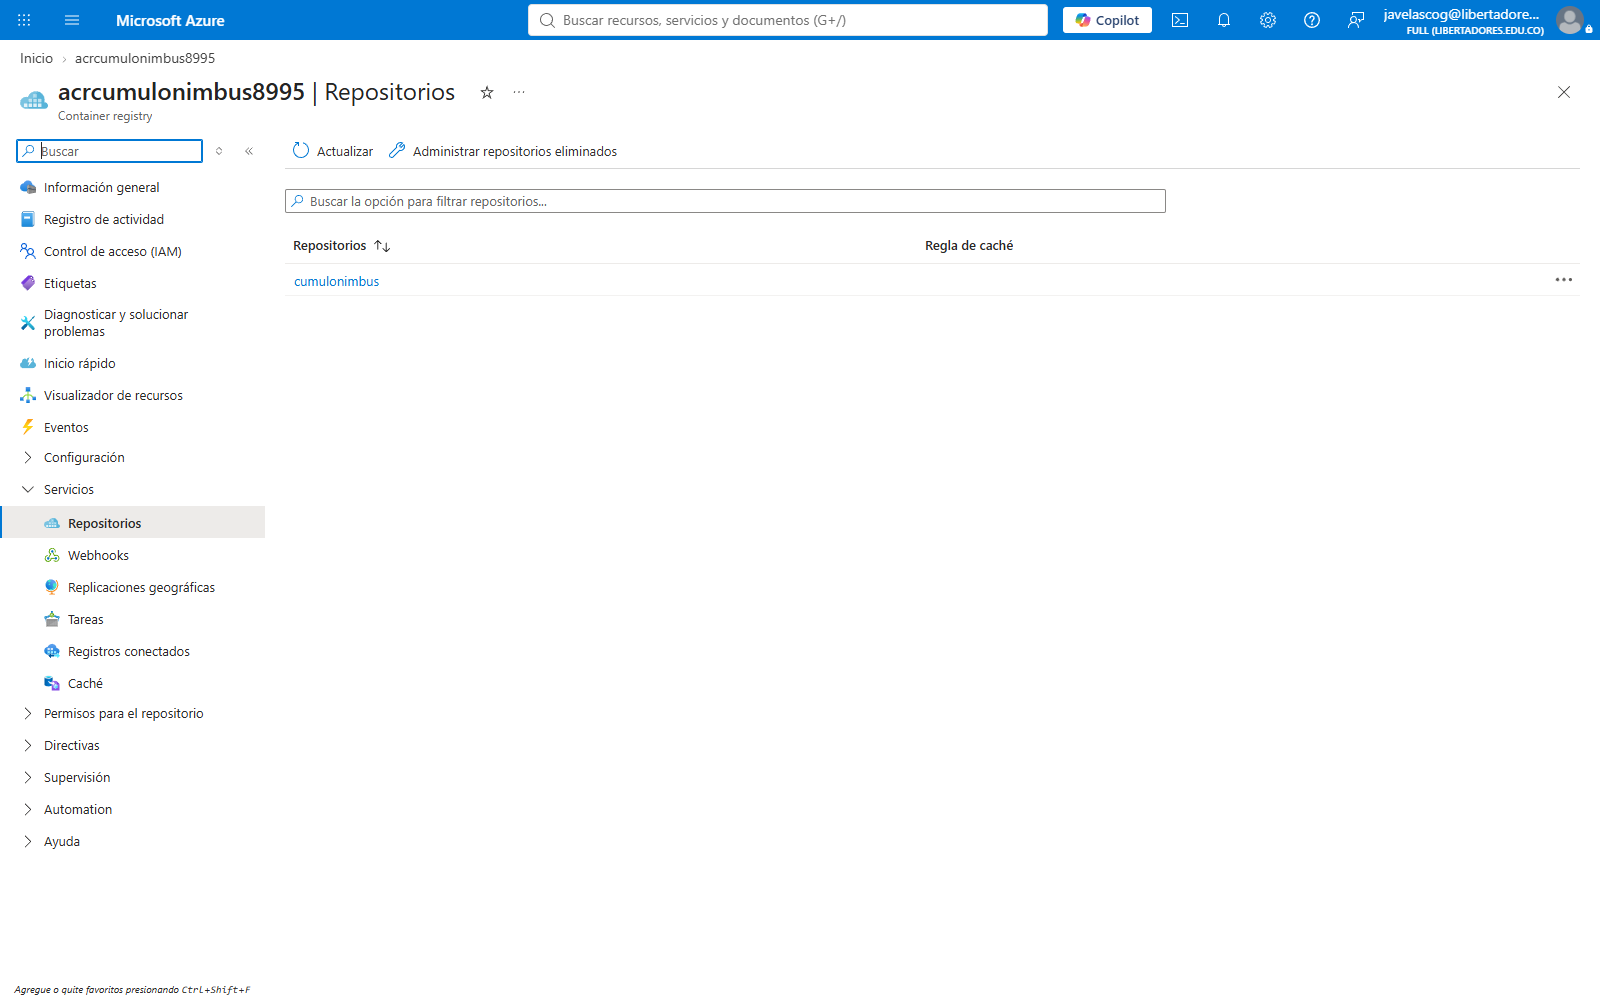 Microsoft Azure
Buscar recursos, servicios y documentos (G+/)
Copilot
javelascog@libertadore...
FULL (LIBERTADORES.EDU.CO)
Inicio > acrcumulonimbus8995
acrcumulonimbus8995 | Repositorios
Container registry
Buscar
Actualizar
Administrar repositorios eliminados
Información general
Registro de actividad
Control de acceso (IAM)
Etiquetas
Diagnosticar y solucionar
problemas
Inicio rápido
Visualizador de recursos
Eventos
Configuración
Servicios
Repositorios
Webhooks
Replicaciones geográficas
Tareas
Registros conectados
Caché
Permisos para el repositorio
Directivas
Supervisión
Automation
Ayuda
Buscar la opción para filtrar repositorios...
Repositorios
Regla de caché
cumulonimbus
Agregue o quite favoritos presionando Ctrl+Shift+F